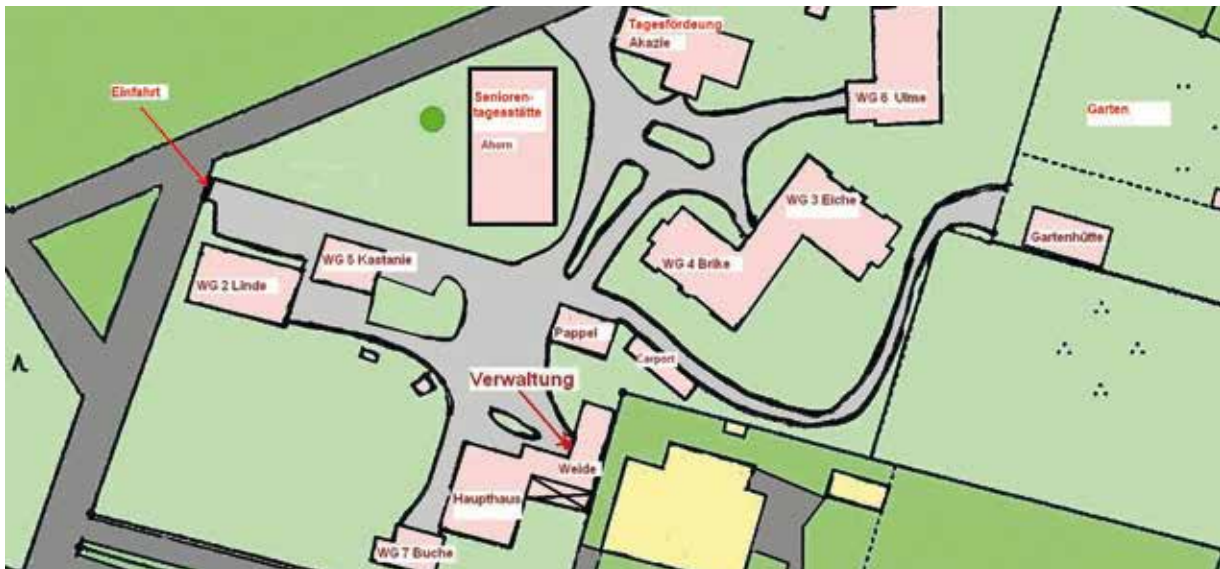 Tagesfördeung
Akazie
Einfahrt
Senioren-
tagesstätte
Ahorn
WG 6 Ulme
Garten
WG 3 Eiche
Gartenhütte
WG 5 Kastanie
WG 4 Brike
WG 2 Linde
Pappel
Carport
Verwaltung
Weide
Haupthaus
WG 7 Buche